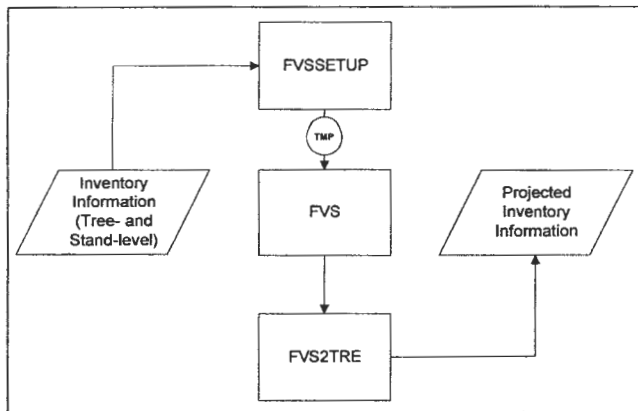 FVSSETUP
TMP
Inventory
Information
(Tree- and
Stand-level)
FVS
Projected
Inventory
Information
FVS2TRE